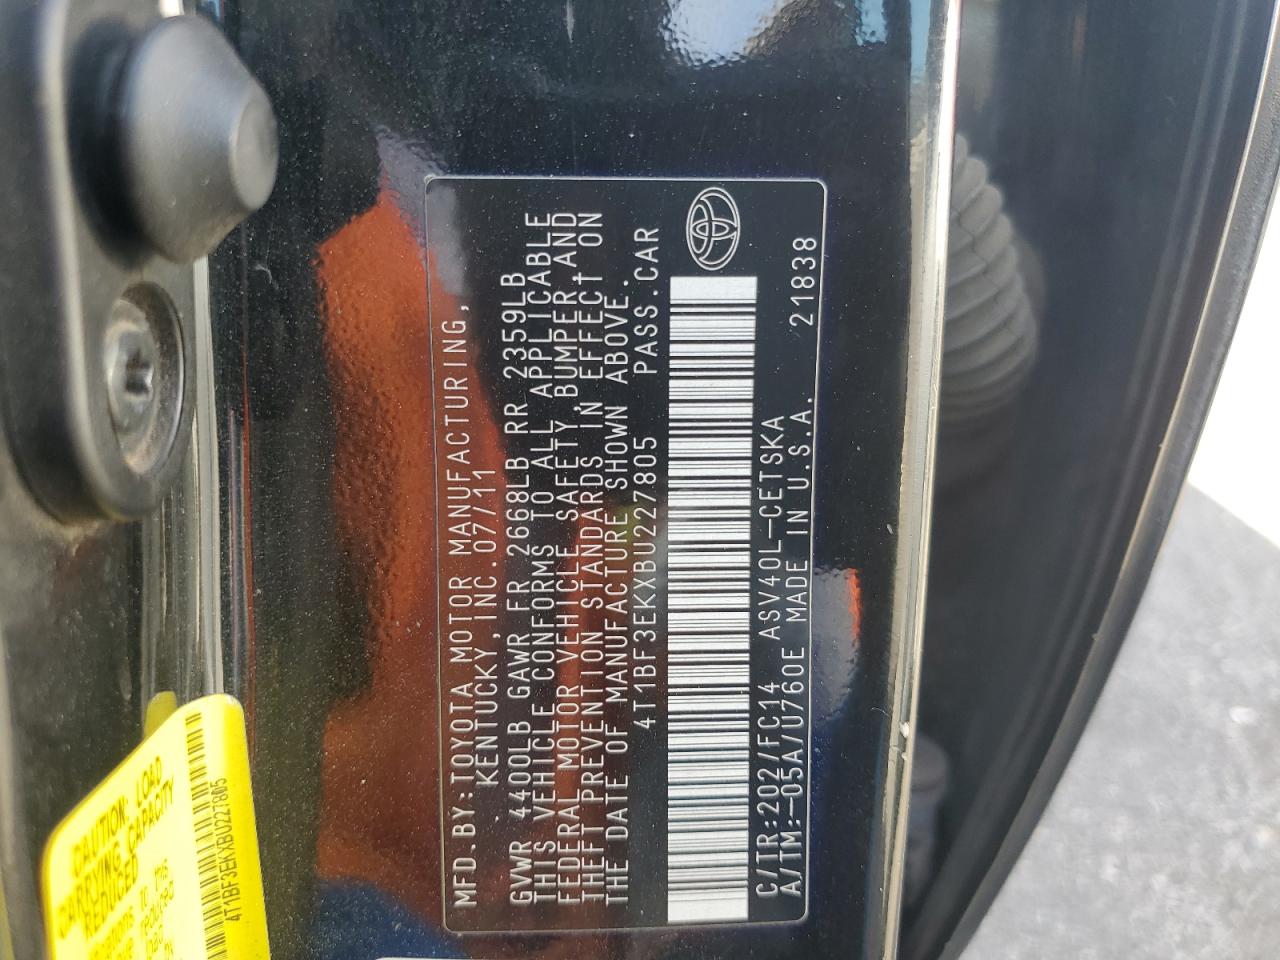 MFD.BY:TOYOTA MOTOR MANUFACTURING,
KENTUCKY,INC.07/11
GVWR 4400LB GAWR FR 2668LB RR 2359LB
THIS VEHICLE CONFORMS TO ALL APPLICABLE
FEDERAL MOTOR VEHICLE SAFETY,BUMPER,AND
THEFT PREVENTION STANDARDS IN EFFECT ON
THE DATE OF MANUFACTURE SHOWN ABOVE.
4T1BF3EKXBU227805 PASS.CAR
C/TR:202/FC14 ASV40L-CETSKA
A/TM:-05A/U760E MADE IN U.S.A. 21838
CAUTION: LOAD
CARRYING CAPACITY
REDUCED
TO THIS
4T1BF3EKXBU227805